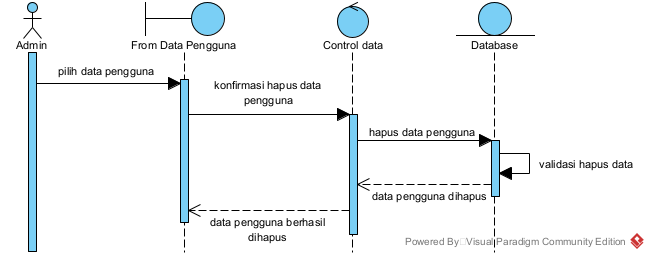 Admin
From Data Pengguna
Control data
Database
pilih data pengguna
konfirmasi hapus data
pengguna
hapus data pengguna
validasi hapus data
data pengguna dihapus
data pengguna berhasil
dihapus
Powered By Visual Paradigm Community Edition